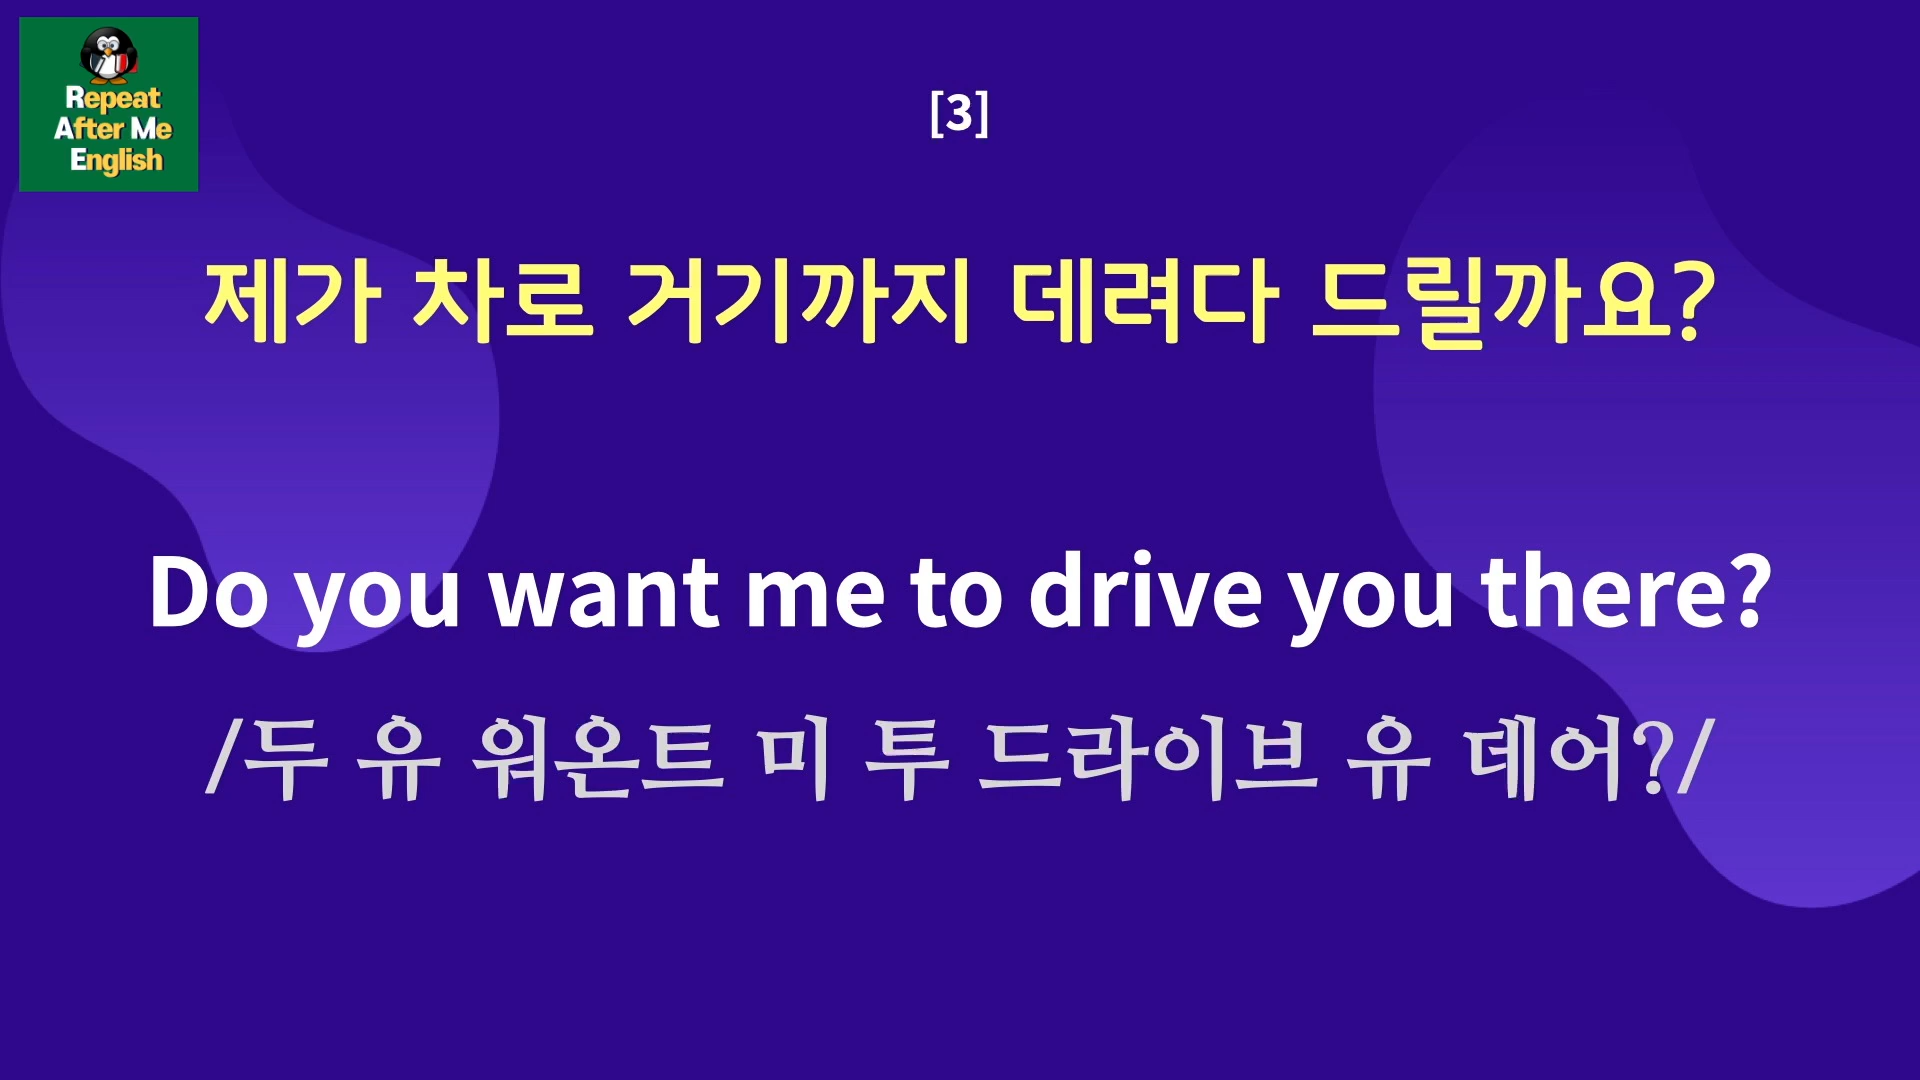 Repeat
After Me
English
[3]
제가 차로 거기까지 데려다 드릴까요?
Do you want me to drive you there?
/두 유 워온트 미 투 드라이브 유 데어?/